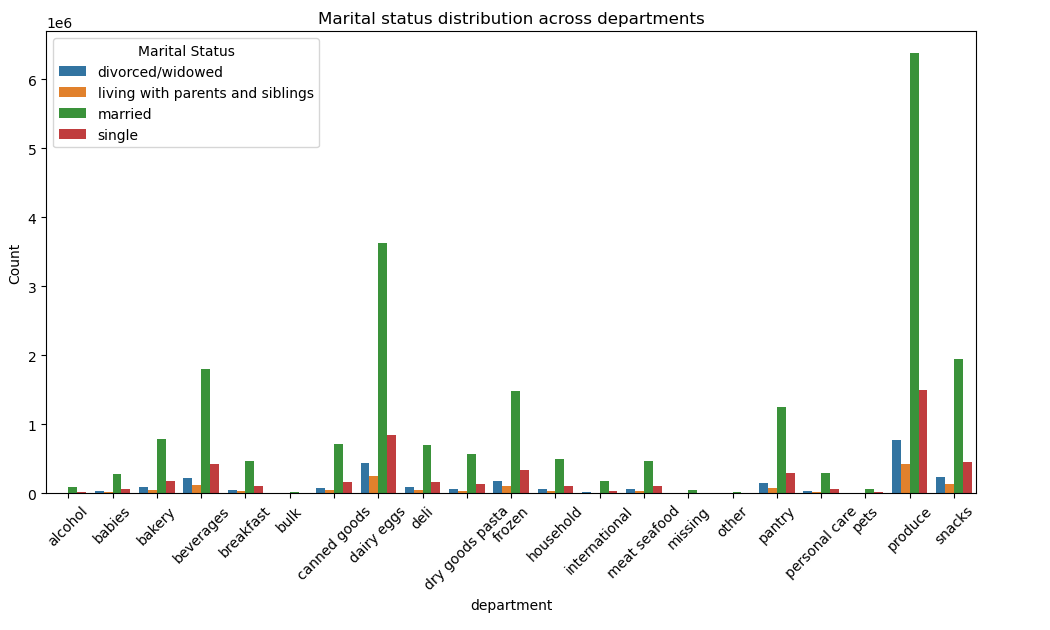 Marital status distribution across departments
1e6
Marital Status
divorced/widowed
living with parents and siblings
married
single
6
5
4
3
2
1
0
Count
alcohol
babies
bakery
beverages
breakfast
bulk
canned goods
dairy eggs
deli
dry goods pasta
frozen
household
international
meat seafood
missing
other
pantry
personal care
pets
produce
snacks
department